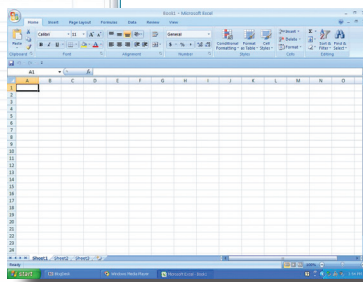 Book1 - Microsoft Excel
Home Insert Page Layout Formulas Data Review View
Calibri 11 General
Paste Conditional Formatting Format as Table Cell Styles Insert Delete Format Sort & Filter Find & Select
Clipboard Font Alignment Number Styles Cells Editing
A1
A B C D E F G H I J K L M N O
1
2
3
4
5
6
7
8
9
10
11
12
13
14
15
16
17
18
19
20
21
22
23
24
Sheet1 Sheet2 Sheet3
Ready 100%
start Windows Media Player Microsoft Excel - Book1